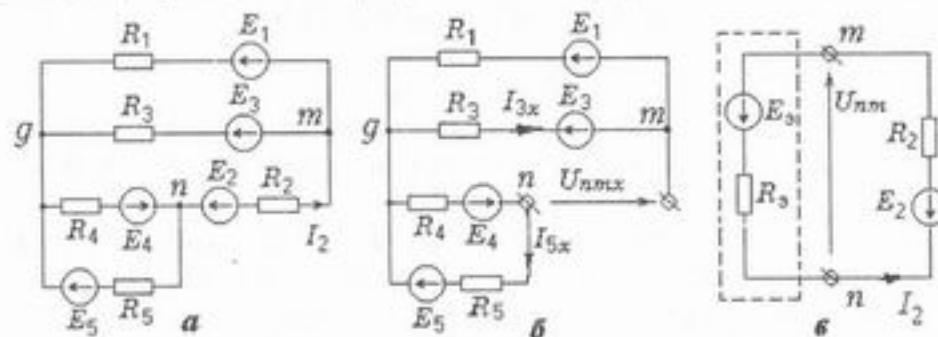 R₁ E₁
R₃ E₃
g m
n E₂ R₂
R₄ E₄ I₂
E₅ R₅ а
R₁ E₁
R₃ I₃ₓ E₃
g m
n Uₙₘₓ
R₄ E₄ I₅ₓ
E₅ R₅ б
m
Eэ Uₙₘ
R₂
Rэ E₂
n I₂
в